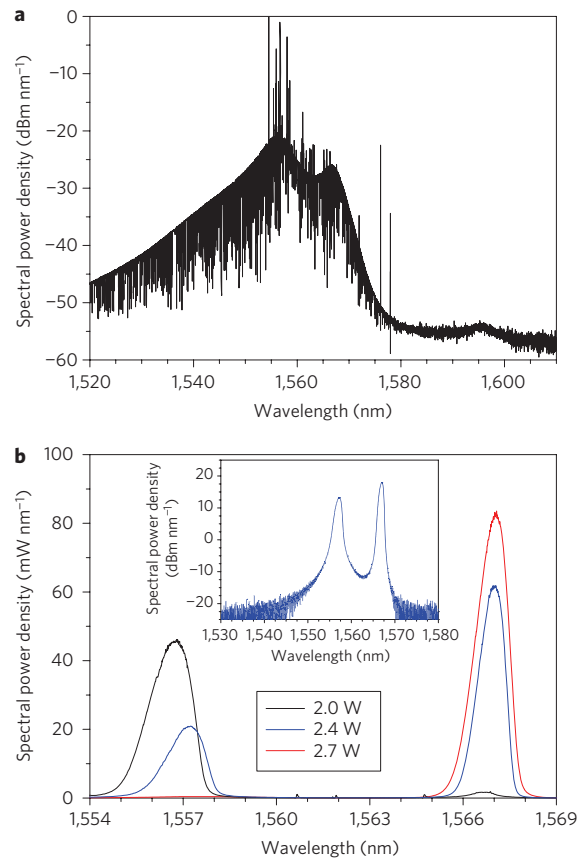 a
0
−10
−20
−30
−40
−50
−60
Spectral power density (dBm nm⁻¹)
1,520 1,540 1,560 1,580 1,600
Wavelength (nm)
b
100
80
60
40
20
0
Spectral power density (mW nm⁻¹)
20
10
0
−10
−20
Spectral power density
(dBm nm⁻¹)
1,530 1,540 1,550 1,560 1,570 1,580
Wavelength (nm)
2.0 W
2.4 W
2.7 W
1,554 1,557 1,560 1,563 1,566 1,569
Wavelength (nm)